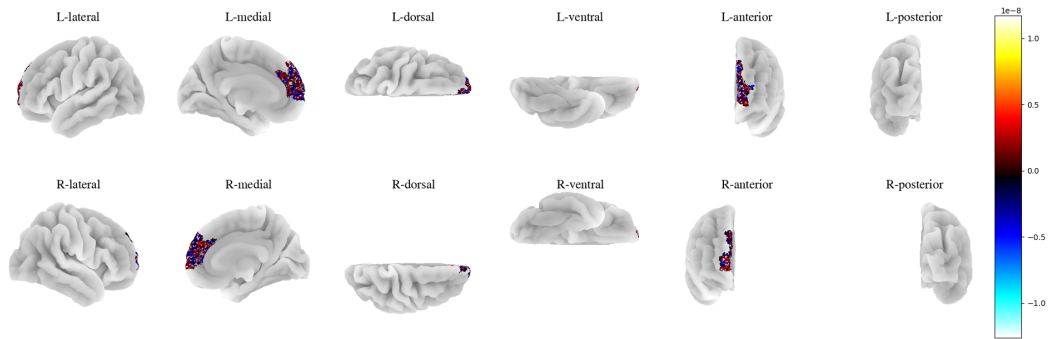 L-lateral L-medial L-dorsal L-ventral L-anterior L-posterior
1e−8
1.0
0.5
0.0
R-lateral R-medial R-dorsal R-ventral R-anterior R-posterior
−0.5
−1.0